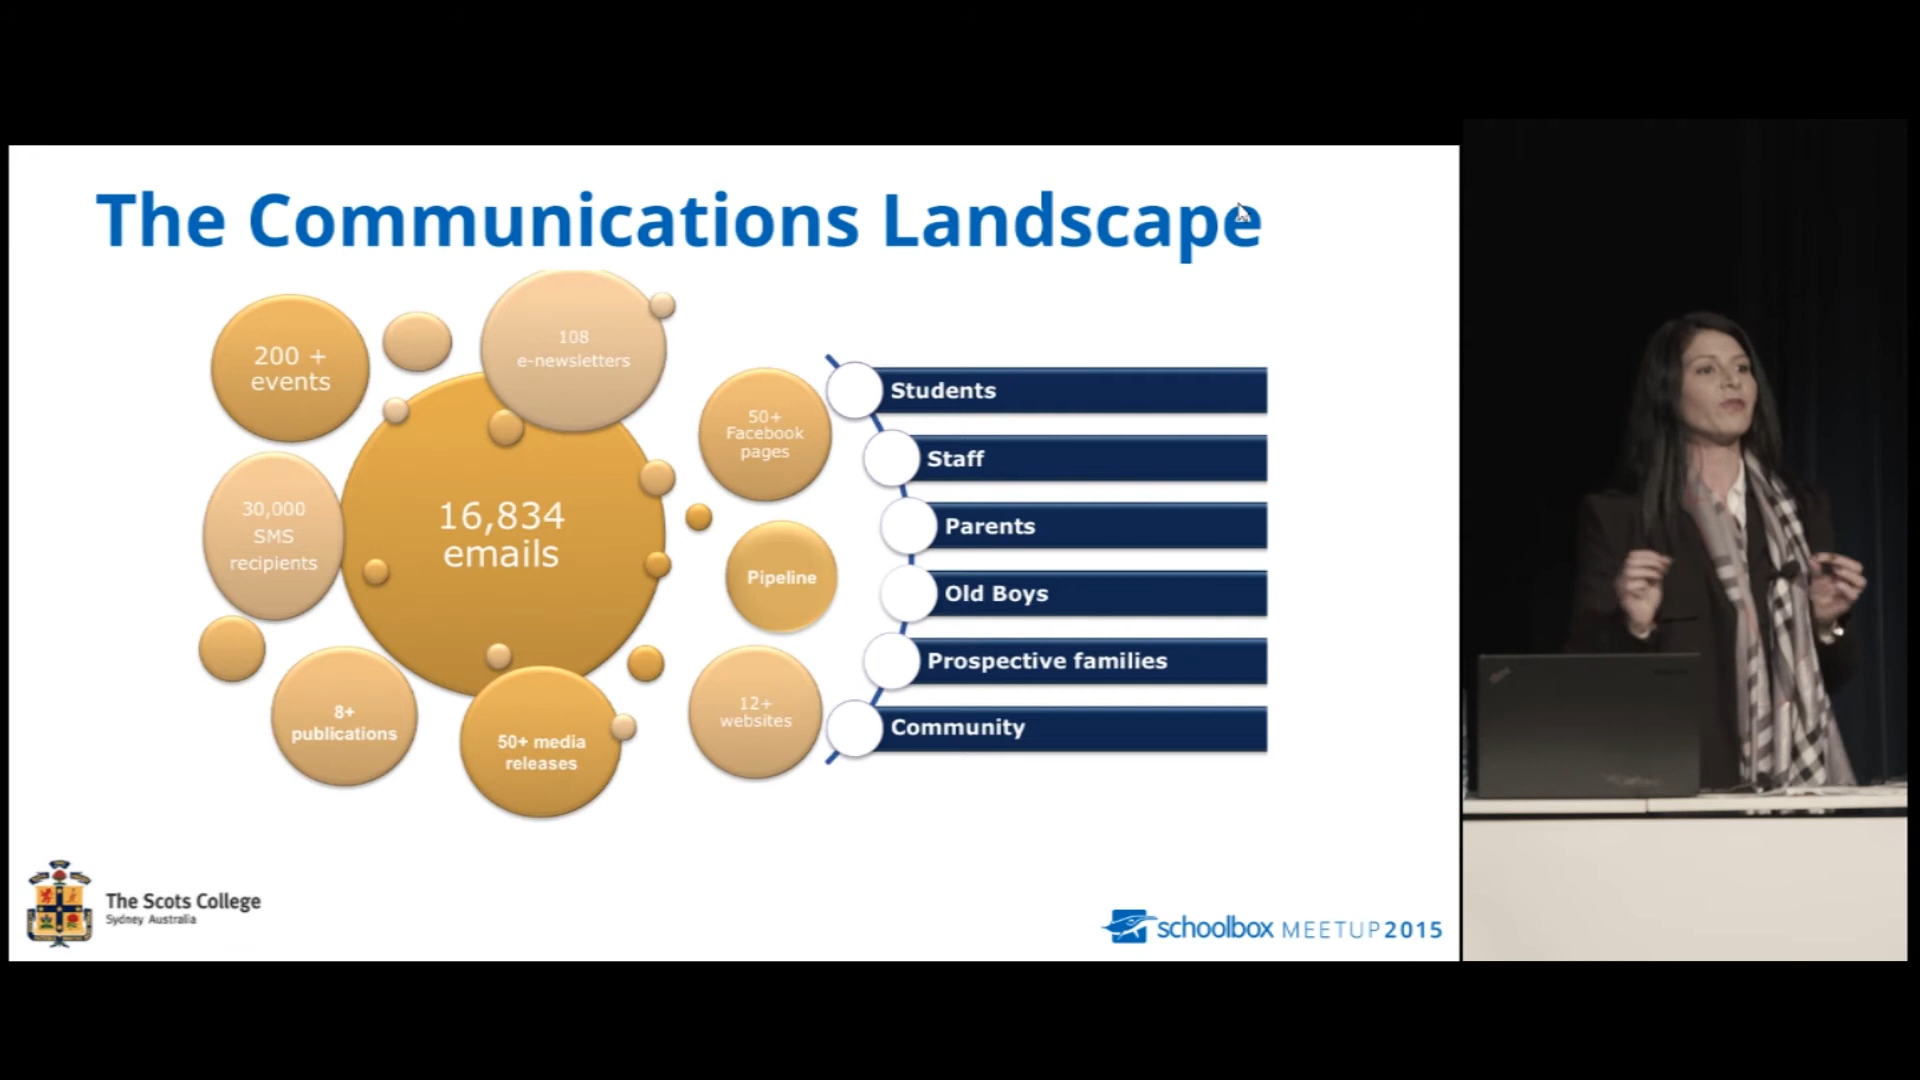 The Communications Landscape
200 +
events
108
e-newsletters
50+
Facebook
pages
30,000
SMS
recipients
16,834
emails
Pipeline
8+
publications
50+ media
releases
12+
websites
Students
Staff
Parents
Old Boys
Prospective families
Community
The Scots College
Sydney Australia
schoolbox MEETUP2015